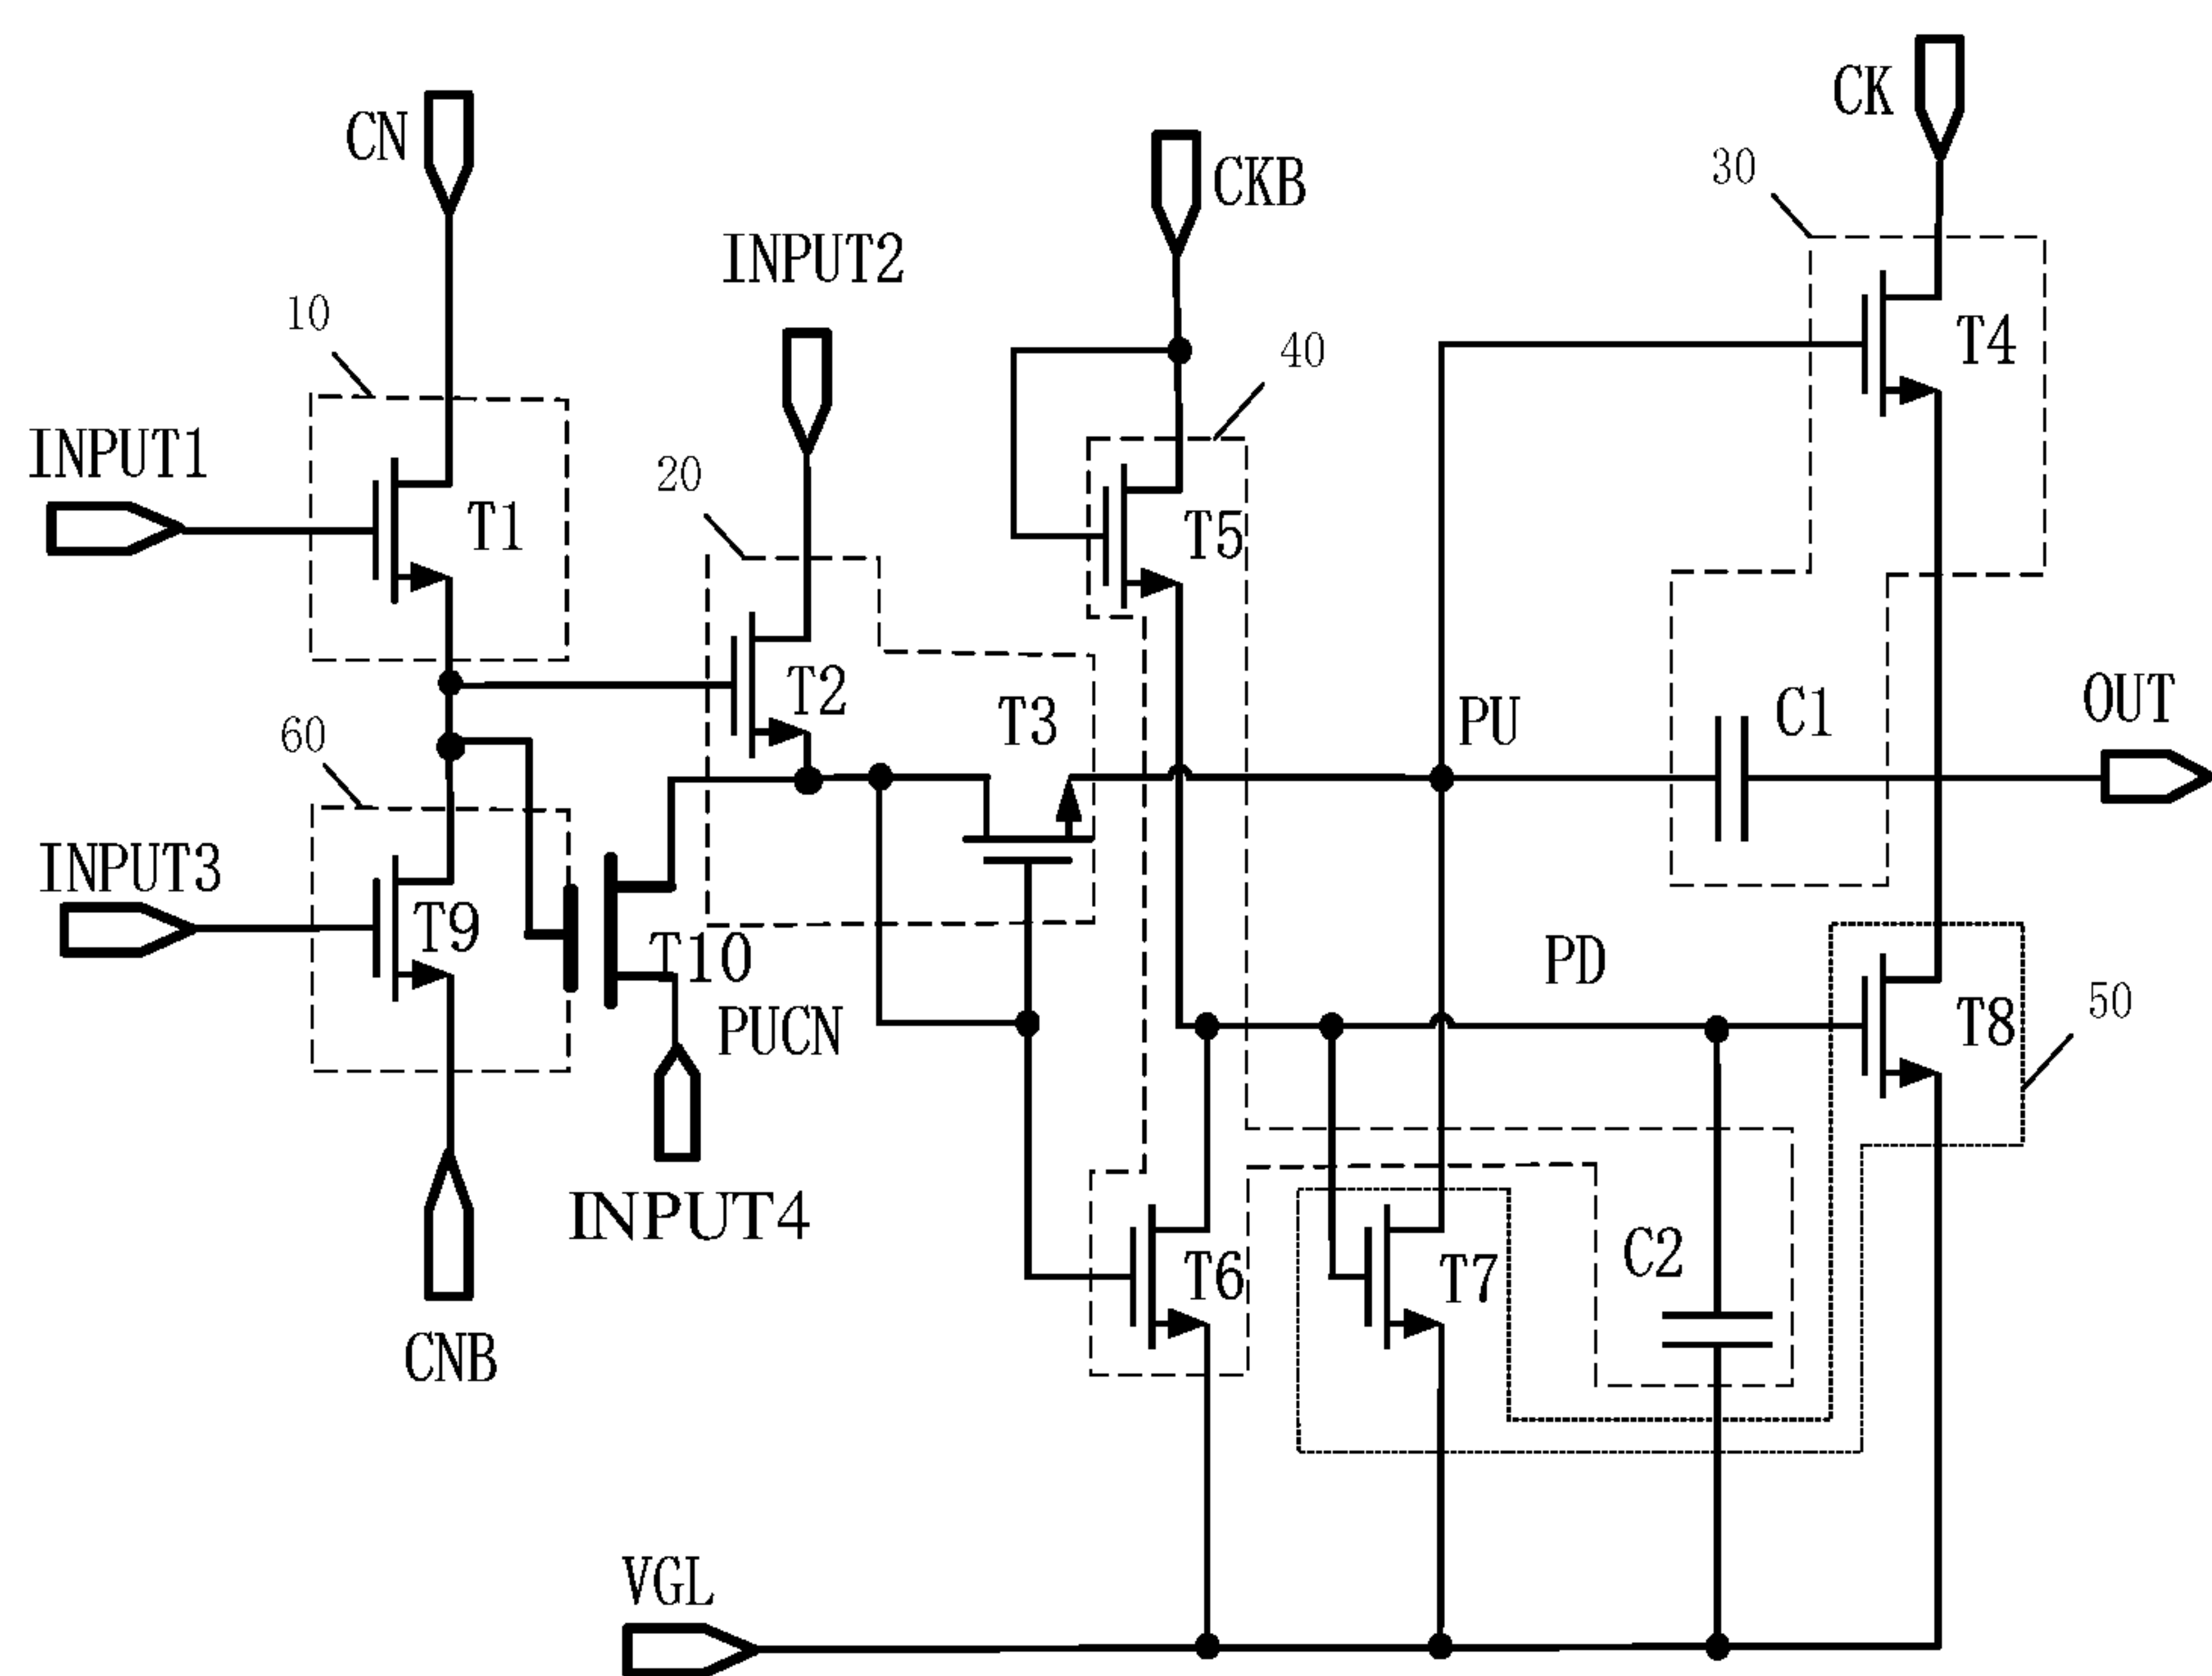 CK
CN
30
CKB
INPUT2
10
T4
40
INPUT1
20
T1
T5
T2
T3
PU
C1
OUT
60
INPUT3
T9
T10
PD
PUCN
T8
50
INPUT4
T6
T7
C2
CNB
VGL